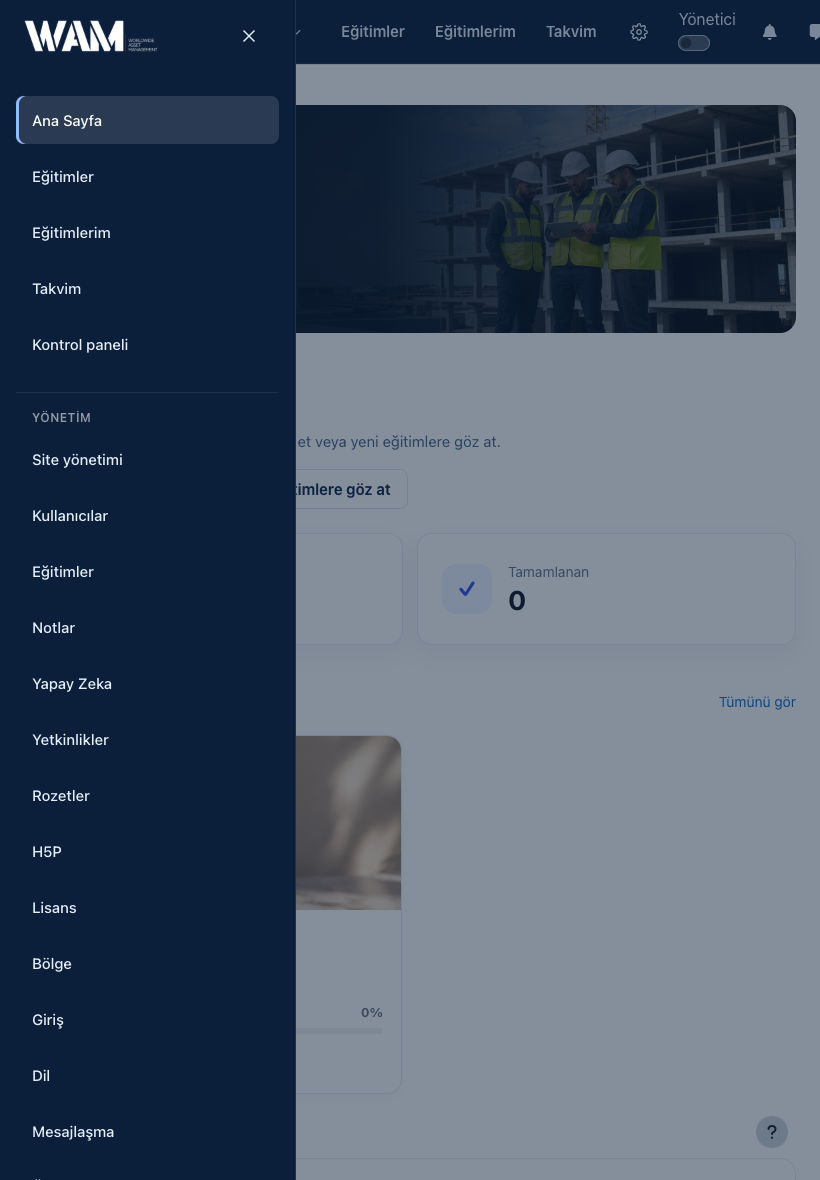 WAM
WORLDWIDE
ASSET
MANAGEMENT
Eğitimler
Eğitimlerim
Takvim
Yönetici
Ana Sayfa
Eğitimler
Eğitimlerim
Takvim
Kontrol paneli
YÖNETİM
Site yönetimi
Kullanıcılar
Eğitimler
Notlar
Yapay Zeka
Yetkinlikler
Rozetler
H5P
Lisans
Bölge
Giriş
Dil
Mesajlaşma
et veya yeni eğitimlere göz at.
timlere göz at
Tamamlanan
0
Tümünü gör
0%
?